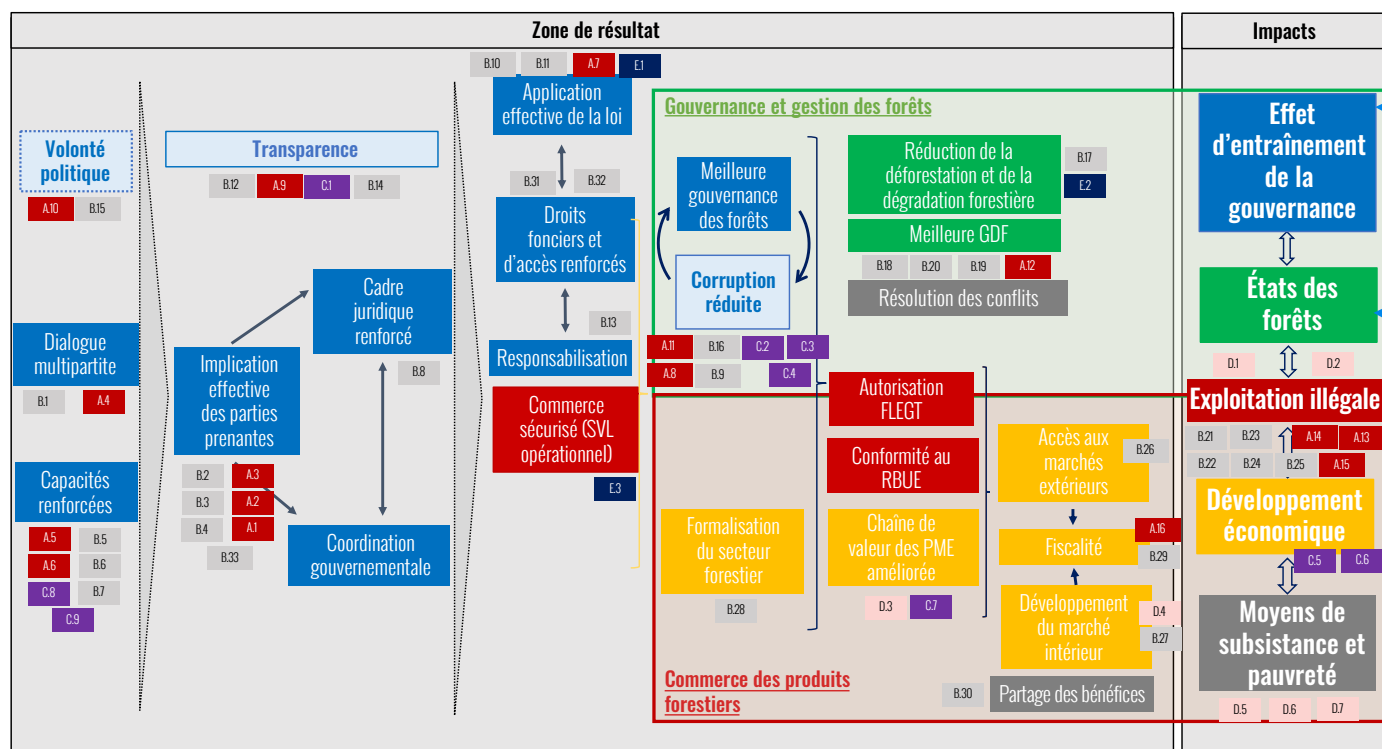 Zone de résultat
Impacts
B.10
B.11
A.7
E.1
Application
effective de la loi
Volonté
politique
A.10
B.15
Transparence
B.12
A.9
C.1
B.14
B.31
B.32
Droits
fonciers et
d'accès renforcés
B.13
Responsabilisation
Commerce
sécurisé (SVL
opérationnel)
E.3
Dialogue
multipartite
B.1
A.4
Capacités
renforcées
A.5
B.5
A.6
B.6
C.8
B.7
C.9
Cadre
juridique
renforcé
B.8
Implication
effective
des parties
prenantes
B.2
A.3
B.3
A.2
B.4
A.1
B.33
Coordination
gouvernementale
Gouvernance et gestion des forêts
Meilleure
gouvernance
des forêts
Corruption
réduite
A.11
B.16
C.2
C.3
A.8
B.9
C.4
Réduction de la
déforestation et de la
dégradation forestière
B.17
E.2
Meilleure GDF
B.18
B.20
B.19
A.12
Résolution des conflits
Autorisation
FLEGT
Conformité au
RBUE
Formalisation
du secteur
forestier
B.28
Chaîne de
valeur des PME
améliorée
D.3
C.7
Accès aux
marchés
extérieurs
B.26
Fiscalité
A.16
B.29
Développement
du marché
intérieur
D.4
B.27
B.30
Partage des bénéfices
Commerce des produits
forestiers
Effet
d'entraînement
de la
gouvernance
États des
forêts
D.1
D.2
Exploitation illégale
B.21
B.23
A.14
A.13
B.22
B.24
B.25
A.15
Développement
économique
C.5
C.6
Moyens de
subsistance et
pauvreté
D.5
D.6
D.7